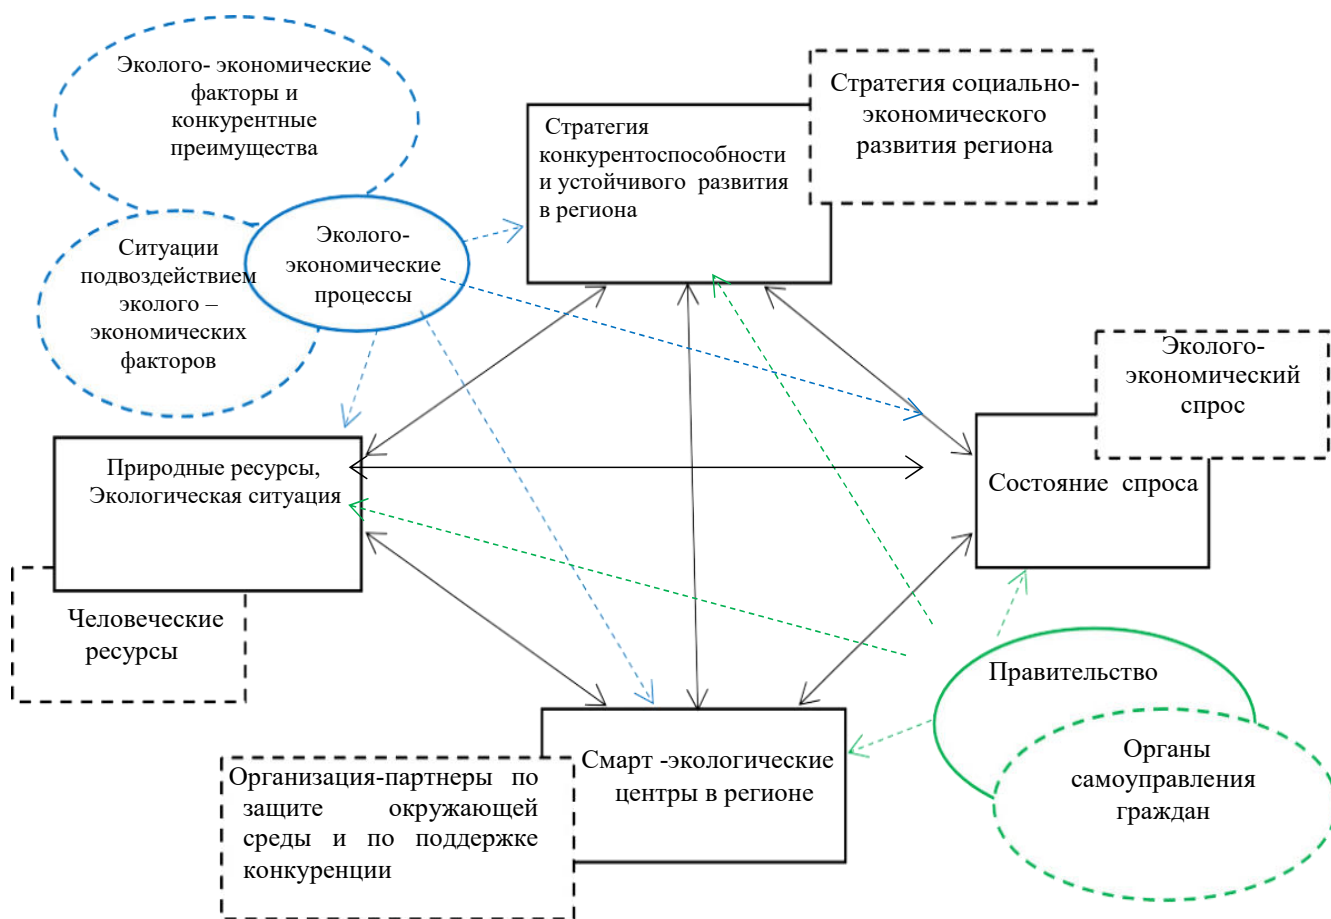 Эколого- экономические
факторы и
конкурентные
преимущества
Стратегия социально-
экономического
развития региона
Стратегия
конкурентоспособности
и устойчивого развития
в региона
Ситуации
подвоздействием
эколого –
экономических
факторов
Эколого-
экономические
процессы
Эколого-
экономический
спрос
Природные ресурсы,
Экологическая ситуация
Состояние спроса
Человеческие
ресурсы
Правительство
Органы
самоуправления
граждан
Смарт -экологические
центры в регионе
Организация-партнеры по
защите окружающей
среды и по поддержке
конкуренции